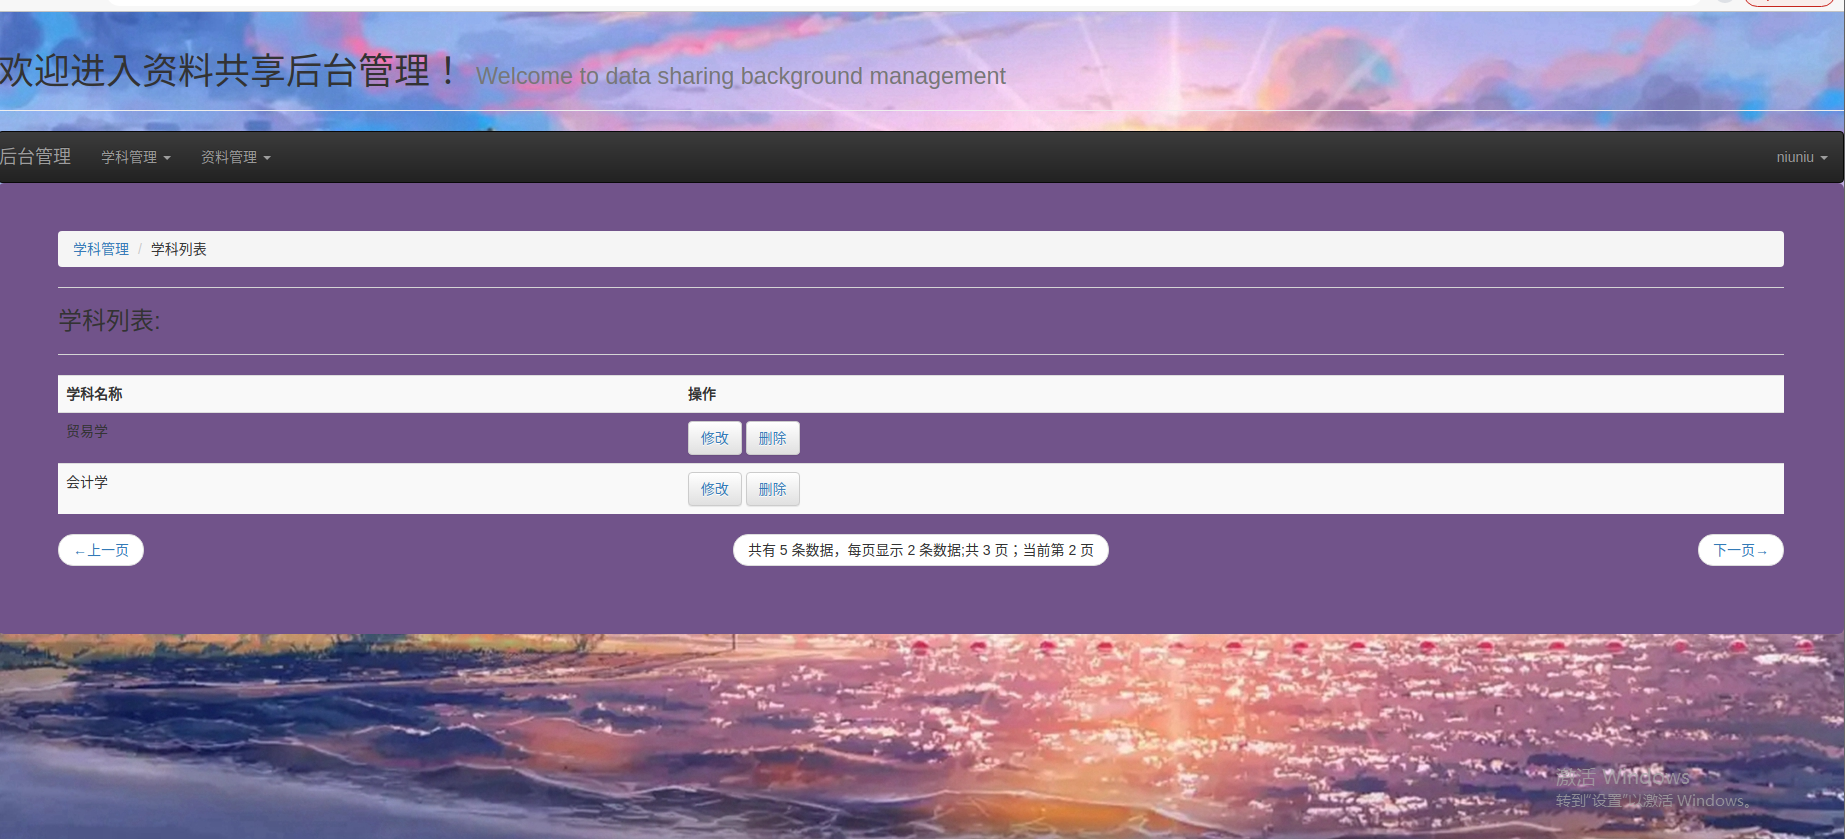 欢迎进入资料共享后台管理！ Welcome to data sharing background management
后台管理 学科管理 资料管理 niuniu
学科管理 / 学科列表
学科列表:
学科名称 操作
贸易学 修改 删除
会计学 修改 删除
←上一页 共有 5 条数据，每页显示 2 条数据;共 3 页；当前第 2 页 下一页→
激活 Windows
转到"设置"以激活 Windows。